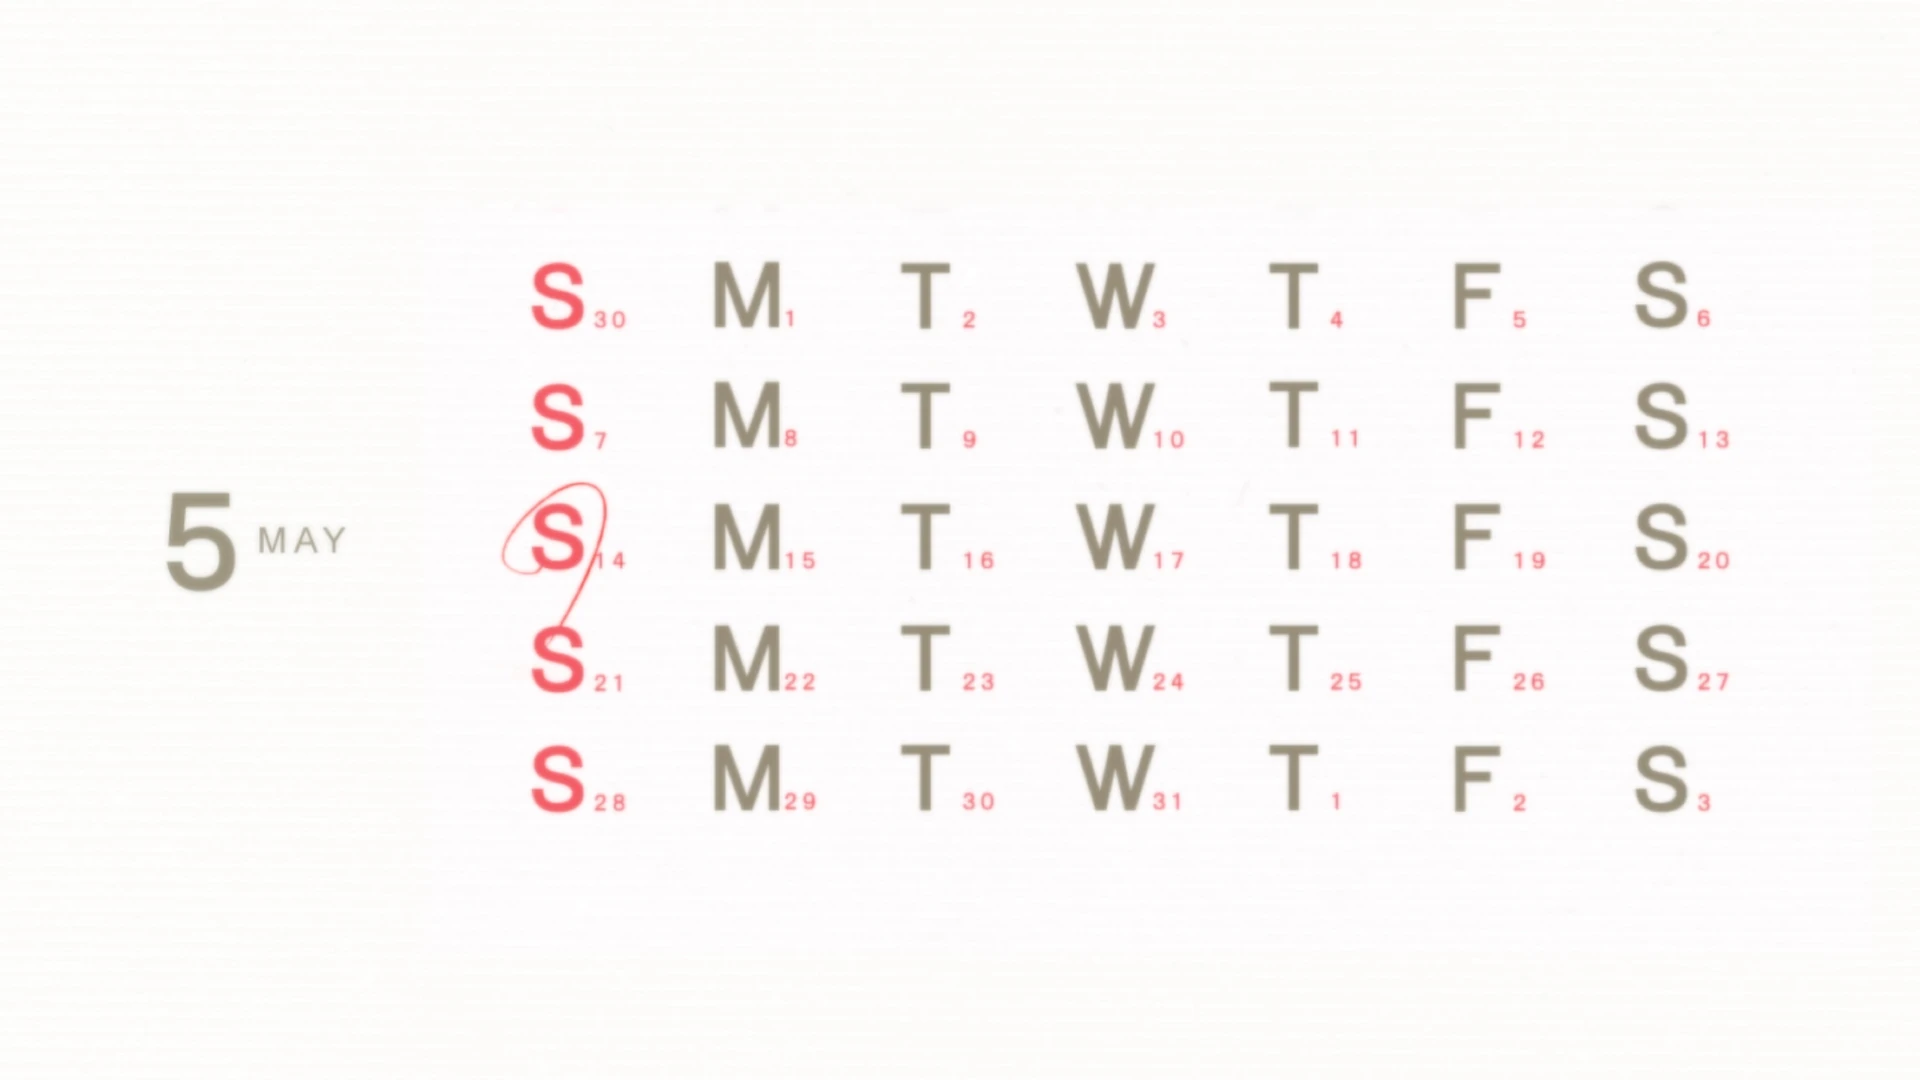 S 30 M 1 T 2 W 3 T 4 F 5 S 6
S 7 M 8 T 9 W 10 T 11 F 12 S 13
5 MAY
S 14 M 15 T 16 W 17 T 18 F 19 S 20
S 21 M 22 T 23 W 24 T 25 F 26 S 27
S 28 M 29 T 30 W 31 T 1 F 2 S 3